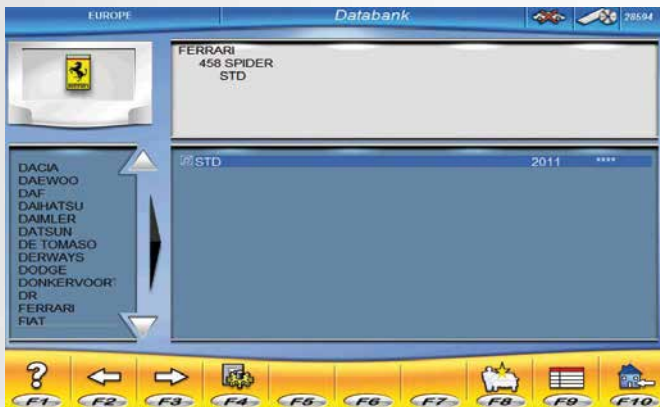 EUROPE
Databank
28594
FERRARI
458 SPIDER
STD
DACIA
DAEWOO
DAF
DAIHATSU
DAIMLER
DATSUN
DE TOMASO
DERWAYS
DODGE
DONKERVOORT
DR
FERRARI
FIAT
STD 2011 ****
?
F1 F2 F3 F4 F5 F6 F7 F8 F9 F10